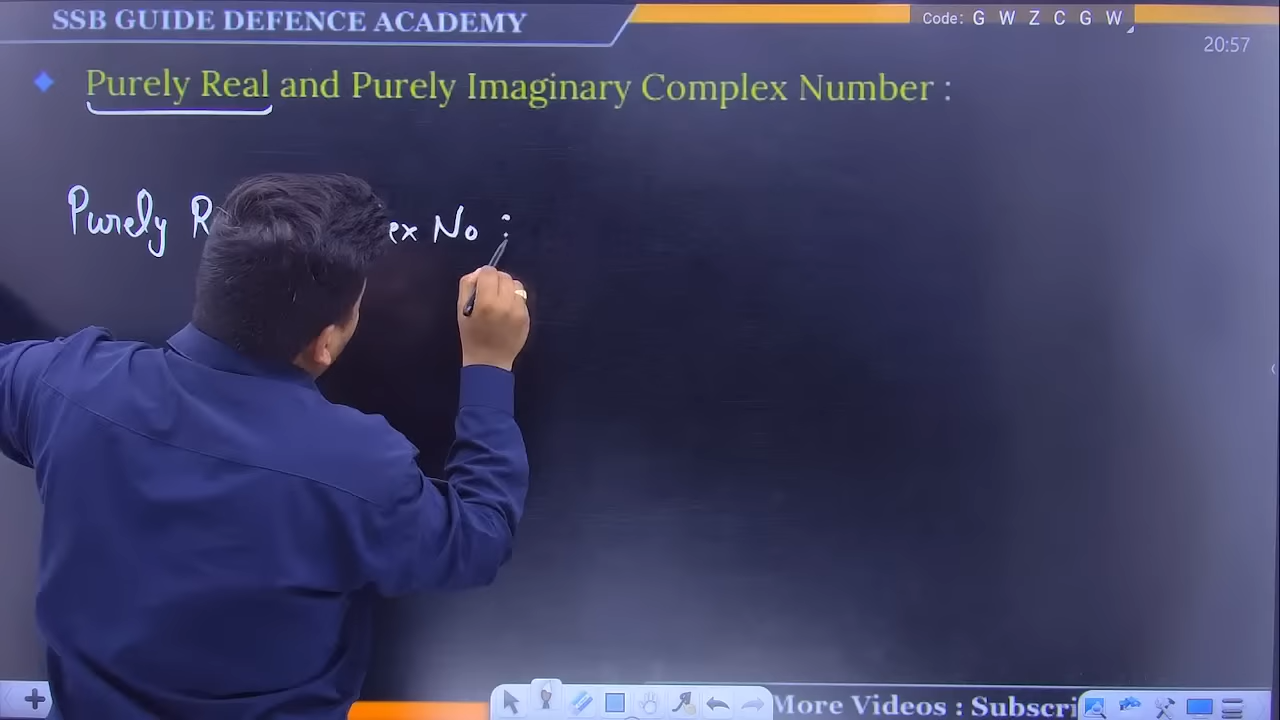 SSB GUIDE DEFENCE ACADEMY
Code: G W Z C G W
20:57
Purely Real and Purely Imaginary Complex Number :
Purely No :
More Videos : Subscri